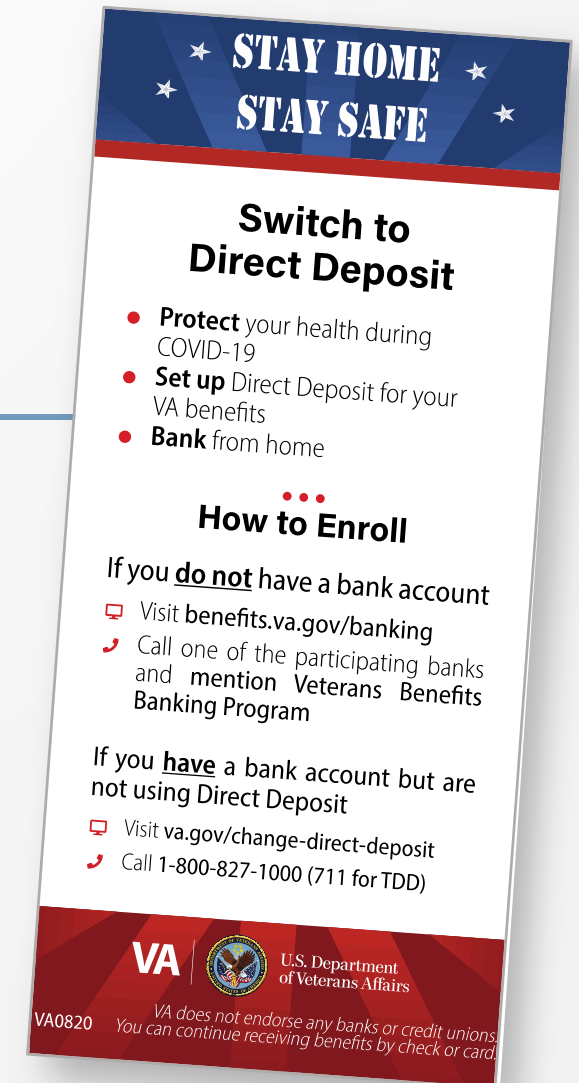 STAY HOME
STAY SAFE
Switch to
Direct Deposit
Protect your health during
COVID-19
Set up Direct Deposit for your
VA benefits
Bank from home
How to Enroll
If you do not have a bank account
Visit benefits.va.gov/banking
Call one of the participating banks
and mention Veterans Benefits
Banking Program
If you have a bank account but are
not using Direct Deposit
Visit va.gov/change-direct-deposit
Call 1-800-827-1000 (711 for TDD)
VA
U.S. Department
of Veterans Affairs
VA0820
VA does not endorse any banks or credit unions.
You can continue receiving benefits by check or card.